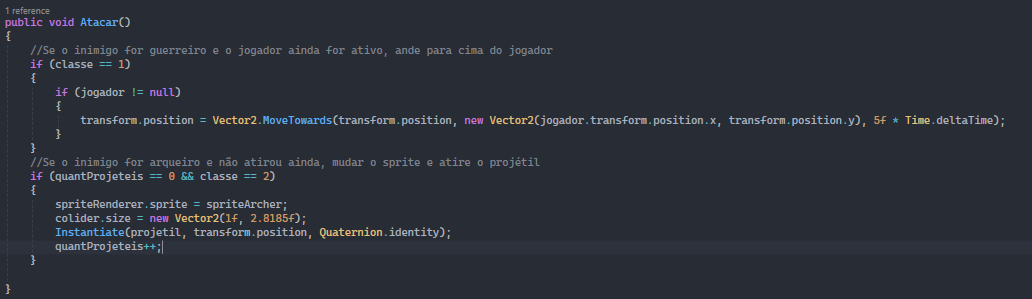 1 reference
public void Atacar()
{
//Se o inimigo for guerreiro e o jogador ainda for ativo, ande para cima do jogador
if (classe == 1)
{
if (jogador != null)
{
transform.position = Vector2.MoveTowards(transform.position, new Vector2(jogador.transform.position.x, transform.position.y), 5f * Time.deltaTime);
}
}
//Se o inimigo for arqueiro e não atirou ainda, mudar o sprite e atire o projétil
if (quantProjeteis == 0 && classe == 2)
{
spriteRenderer.sprite = spriteArcher;
colider.size = new Vector2(1f, 2.8185f);
Instantiate(projetil, transform.position, Quaternion.identity);
quantProjeteis++;
}
}